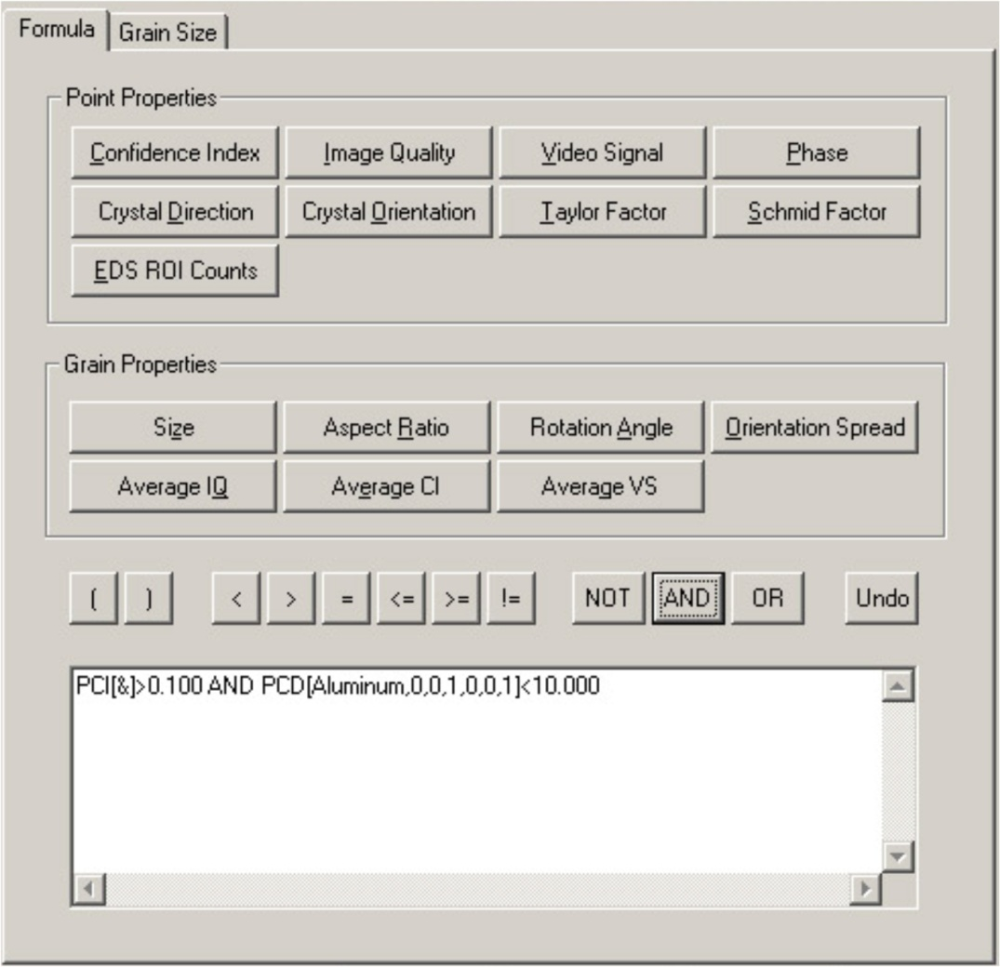 Formula Grain Size
Point Properties
Confidence Index Image Quality Video Signal Phase
Crystal Direction Crystal Orientation Taylor Factor Schmid Factor
EDS ROI Counts
Grain Properties
Size Aspect Ratio Rotation Angle Orientation Spread
Average IQ Average CI Average VS
( ) < > = <= >= != NOT AND OR Undo
PCI[&]>0.100 AND PCD[Aluminum,0,0,1,0,0,1]<10.000